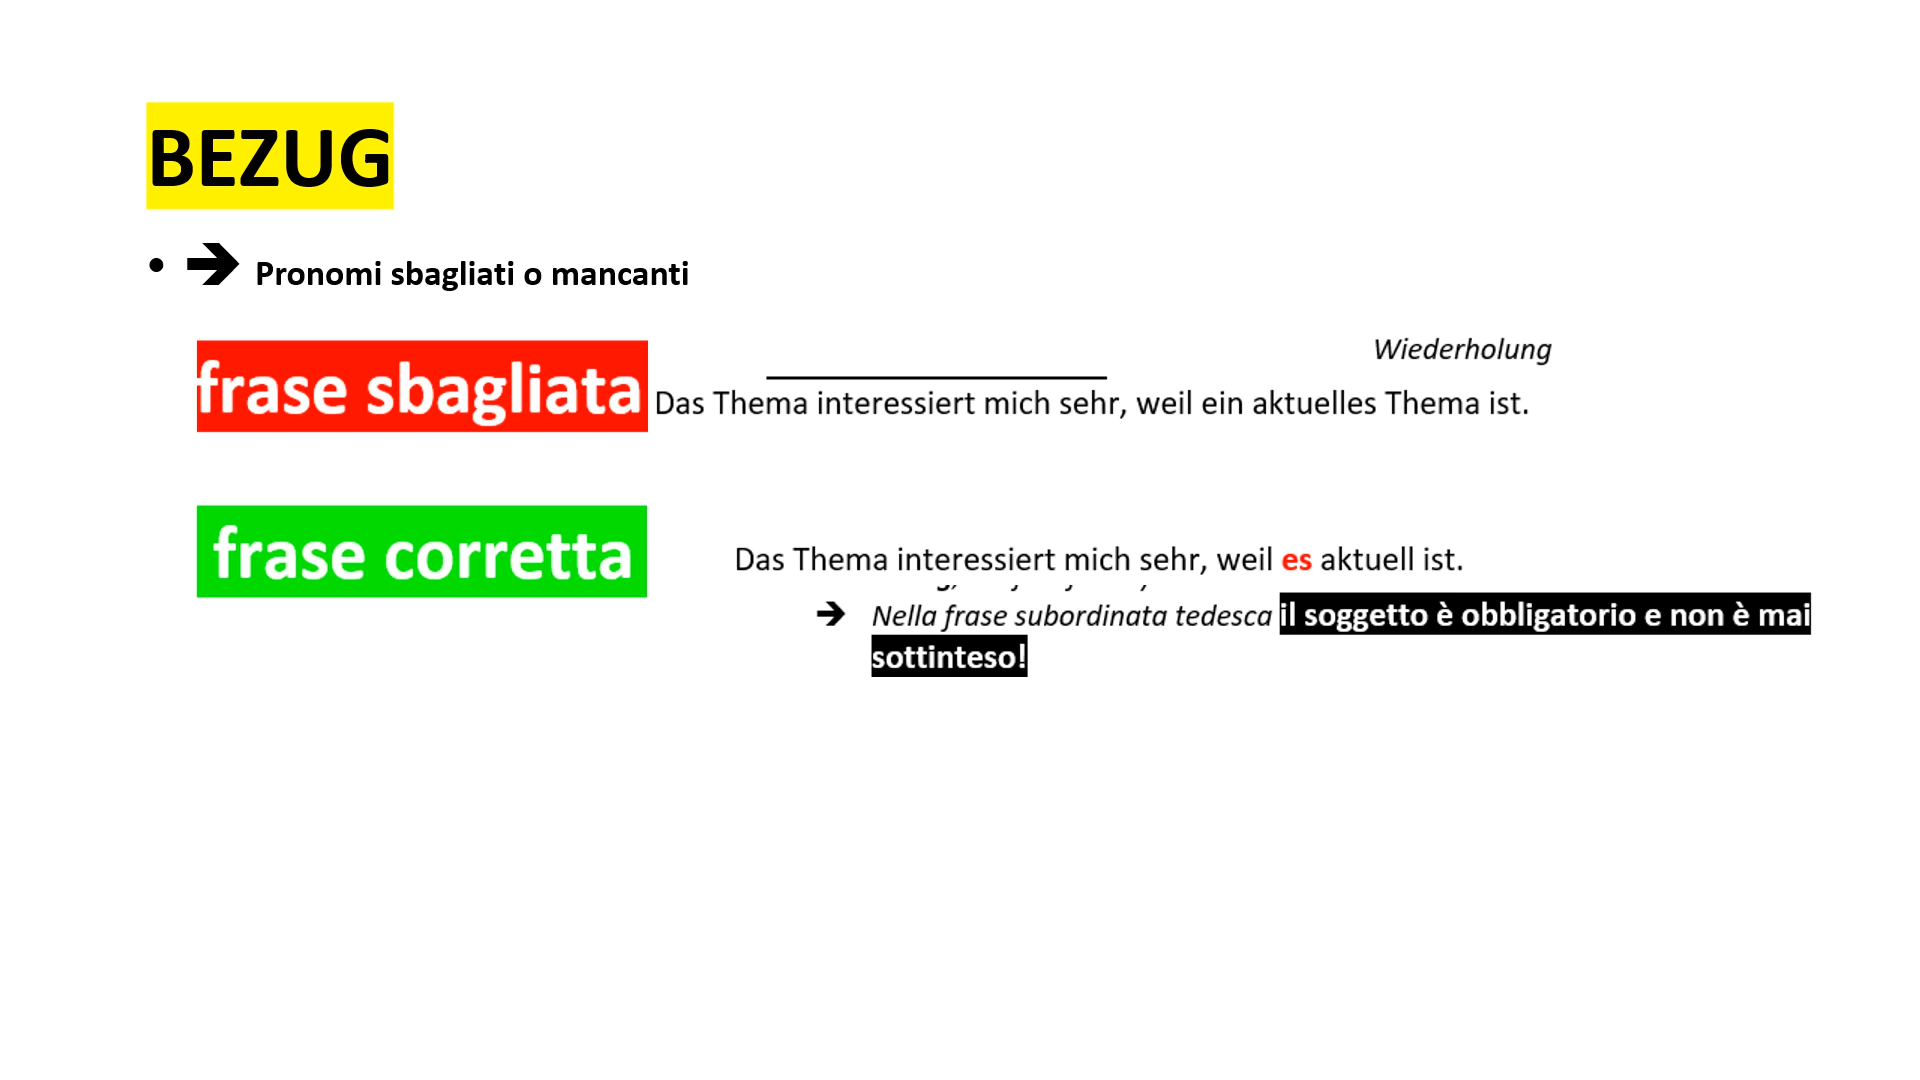 BEZUG
• ➔ Pronomi sbagliati o mancanti
Wiederholung
frase sbagliata Das Thema interessiert mich sehr, weil ein aktuelles Thema ist.
frase corretta Das Thema interessiert mich sehr, weil es aktuell ist.
➔ Nella frase subordinata tedesca il soggetto è obbligatorio e non è mai
sottinteso!